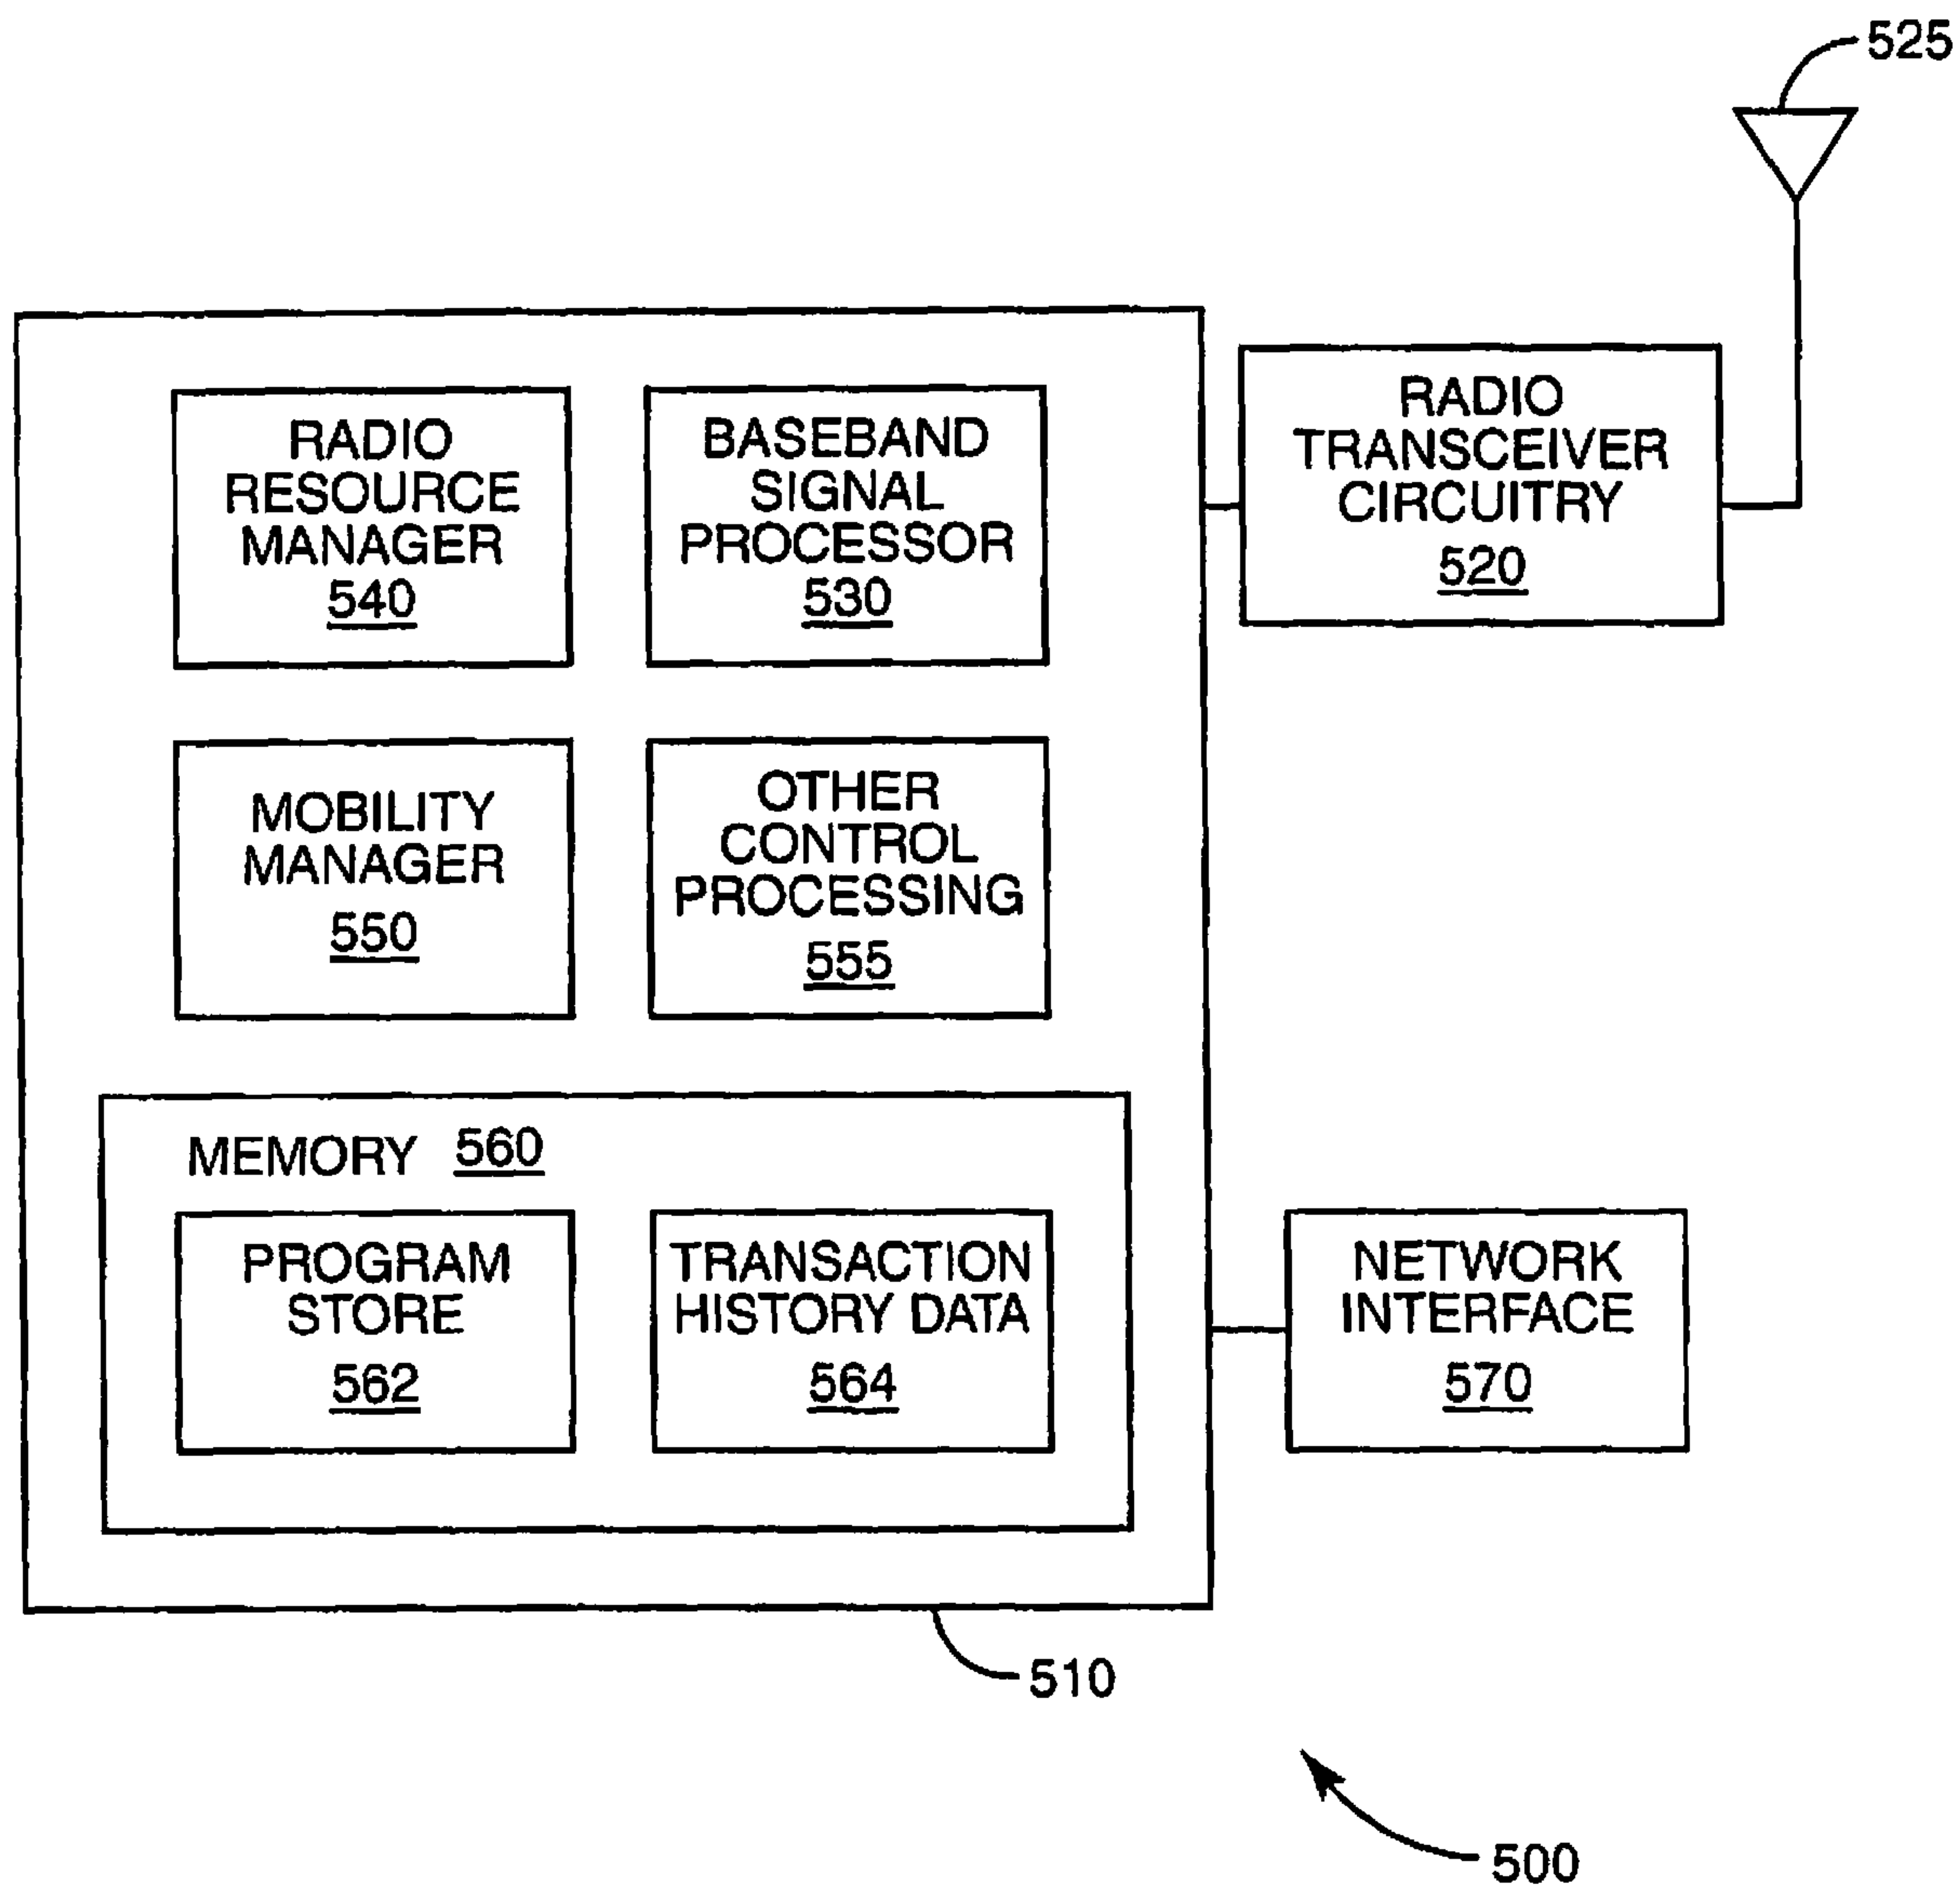 525
RADIO
RESOURCE
MANAGER
540
BASEBAND
SIGNAL
PROCESSOR
530
RADIO
TRANSCEIVER
CIRCUITRY
520
MOBILITY
MANAGER
550
OTHER
CONTROL
PROCESSING
555
MEMORY 560
PROGRAM
STORE
562
TRANSACTION
HISTORY DATA
564
NETWORK
INTERFACE
570
510
500